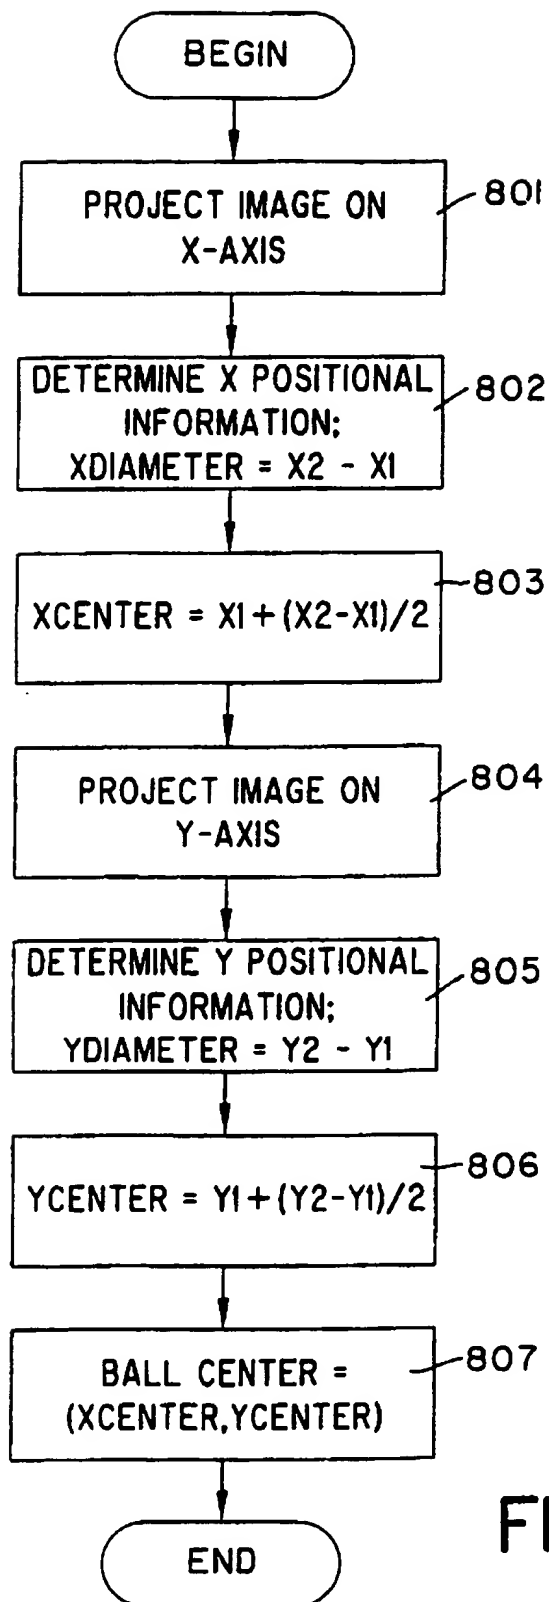 BEGIN
PROJECT IMAGE ON
X-AXIS
801
DETERMINE X POSITIONAL
INFORMATION;
XDIAMETER = X2 - X1
802
XCENTER = X1 + (X2-X1)/2
803
PROJECT IMAGE ON
Y-AXIS
804
DETERMINE Y POSITIONAL
INFORMATION;
YDIAMETER = Y2 - Y1
805
YCENTER = Y1 + (Y2-Y1)/2
806
BALL CENTER =
(XCENTER,YCENTER)
807
END